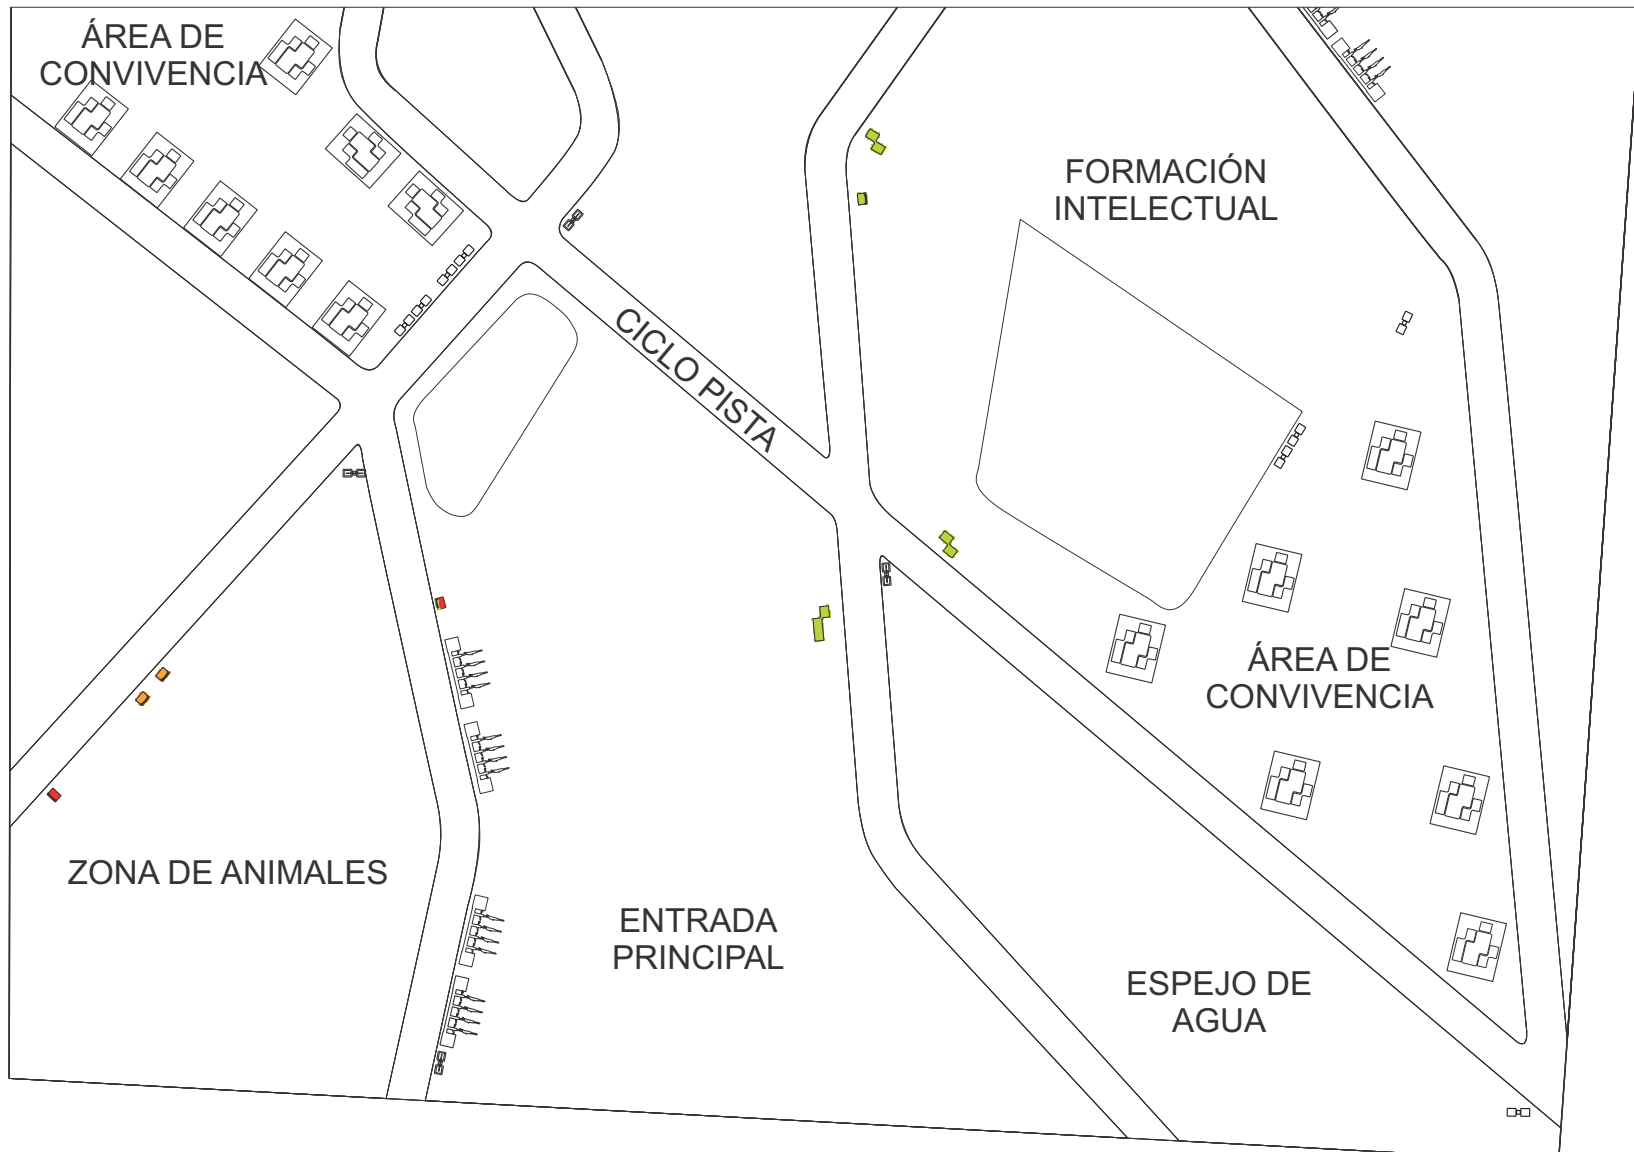 ÁREA DE
CONVIVENCIA
FORMACIÓN
INTELECTUAL
CICLO PISTA
ÁREA DE
CONVIVENCIA
ZONA DE ANIMALES
ENTRADA
PRINCIPAL
ESPEJO DE
AGUA